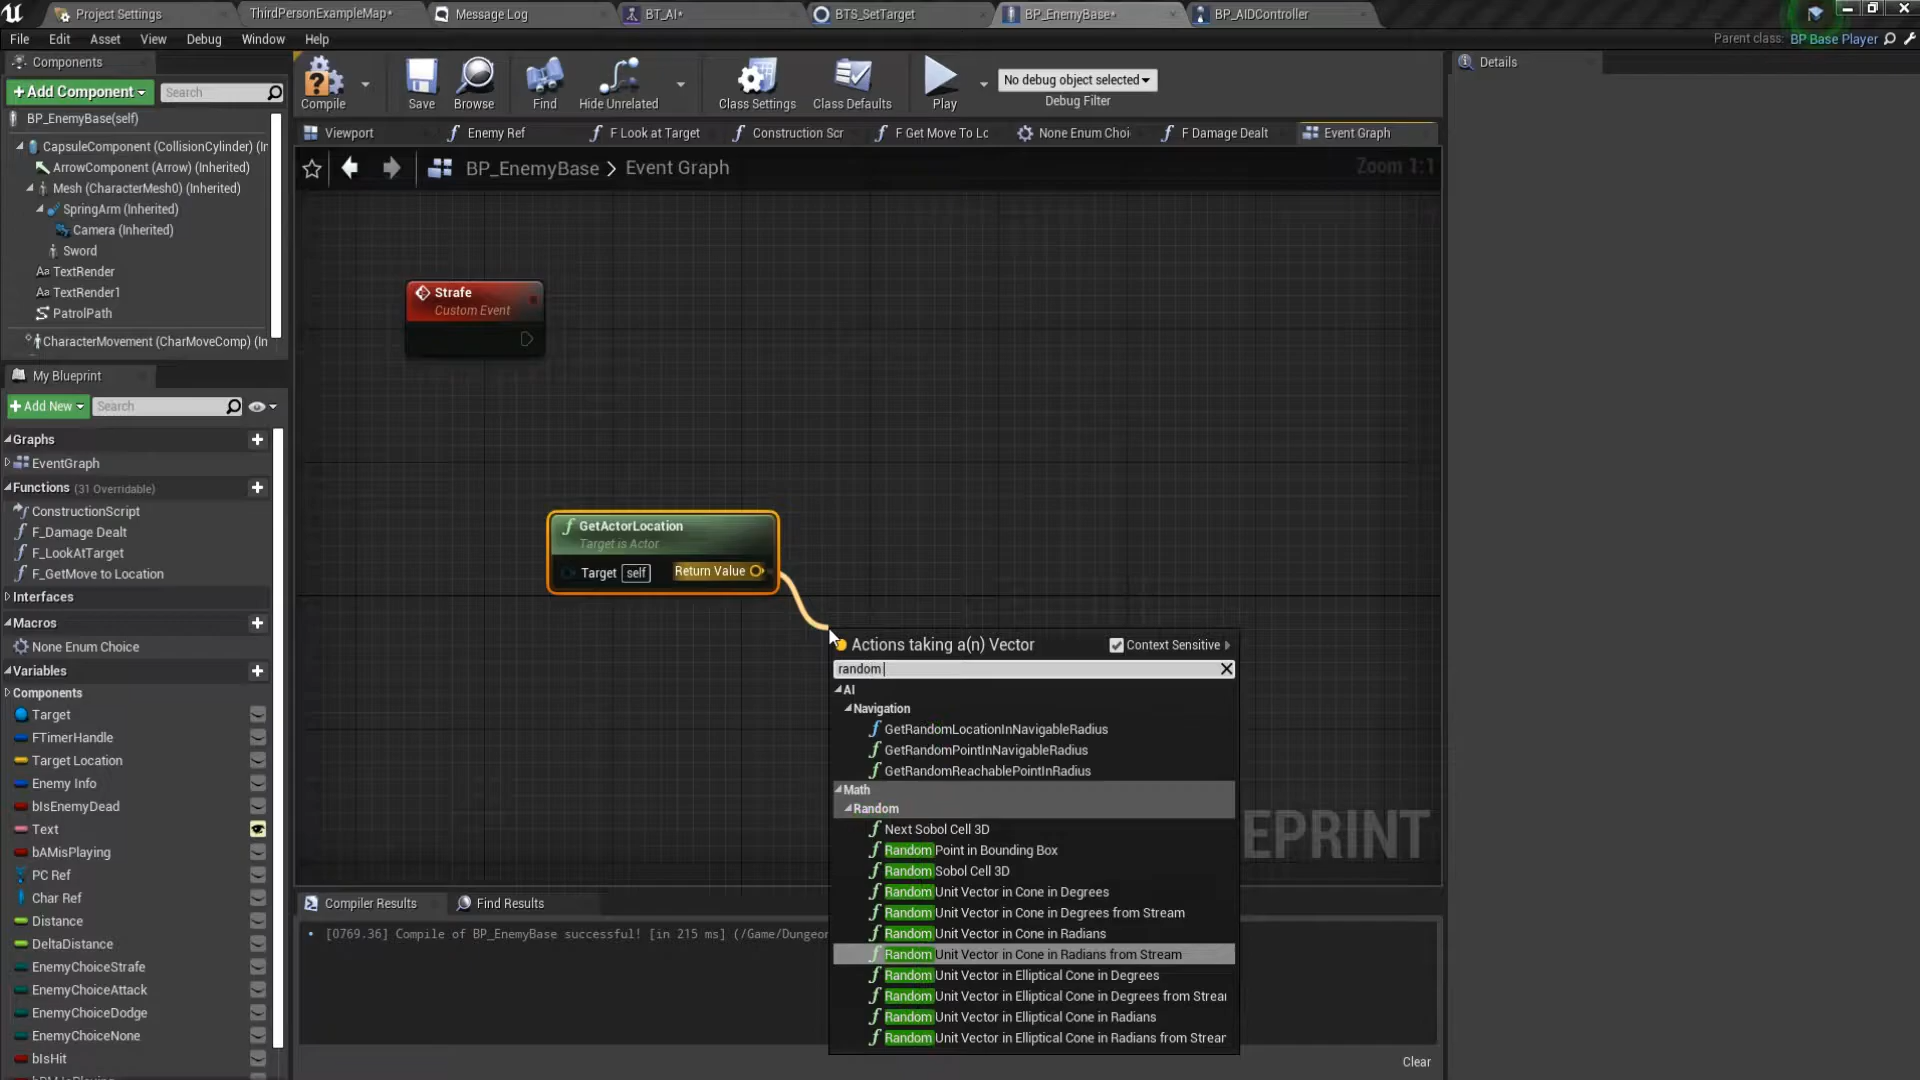 Project Settings
ThirdPersonExampleMap*
Message Log
BT_AI*
BTS_SetTarget
BP_EnemyBase*
BP_AIDController
File Edit Asset View Debug Window Help
Parent class: BP Base Player
Components
+Add Component
Search
BP_EnemyBase(self)
CapsuleComponent (CollisionCylinder) (In
ArrowComponent (Arrow) (Inherited)
Mesh (CharacterMesh0) (Inherited)
SpringArm (Inherited)
Camera (Inherited)
Sword
TextRender
TextRender1
PatrolPath
CharacterMovement (CharMoveComp) (In
My Blueprint
+Add New
Search
Graphs
EventGraph
Functions (31 Overridable)
ConstructionScript
F_Damage Dealt
F_LookAtTarget
F_GetMove to Location
Interfaces
Macros
None Enum Choice
Variables
Components
Target
FTimerHandle
Target Location
Enemy Info
bIsEnemyDead
Text
bAMisPlaying
PC Ref
Char Ref
Distance
DeltaDistance
EnemyChoiceStrafe
EnemyChoiceAttack
EnemyChoiceDodge
EnemyChoiceNone
bIsHit
Compile
Save
Browse
Find
Hide Unrelated
Class Settings
Class Defaults
Play
No debug object selected
Debug Filter
Viewport
Enemy Ref
F Look at Target
Construction Scr
F Get Move To Lc
None Enum Choi
F Damage Dealt
Event Graph
BP_EnemyBase > Event Graph
Zoom 1:1
Strafe
Custom Event
GetActorLocation
Target is Actor
Target self
Return Value
Actions taking a(n) Vector
Context Sensitive
random
AI
Navigation
GetRandomLocationInNavigableRadius
GetRandomPointInNavigableRadius
GetRandomReachablePointInRadius
Math
Random
Next Sobol Cell 3D
Random Point in Bounding Box
Random Sobol Cell 3D
Random Unit Vector in Cone in Degrees
Random Unit Vector in Cone in Degrees from Stream
Random Unit Vector in Cone in Radians
Random Unit Vector in Cone in Radians from Stream
Random Unit Vector in Elliptical Cone in Degrees
Random Unit Vector in Elliptical Cone in Degrees from Strear
Random Unit Vector in Elliptical Cone in Radians
Random Unit Vector in Elliptical Cone in Radians from Strear
EPRINT
Compiler Results
Find Results
[0769.36] Compile of BP_EnemyBase successful! [in 215 ms] (/Game/Dungeor
Clear
Details